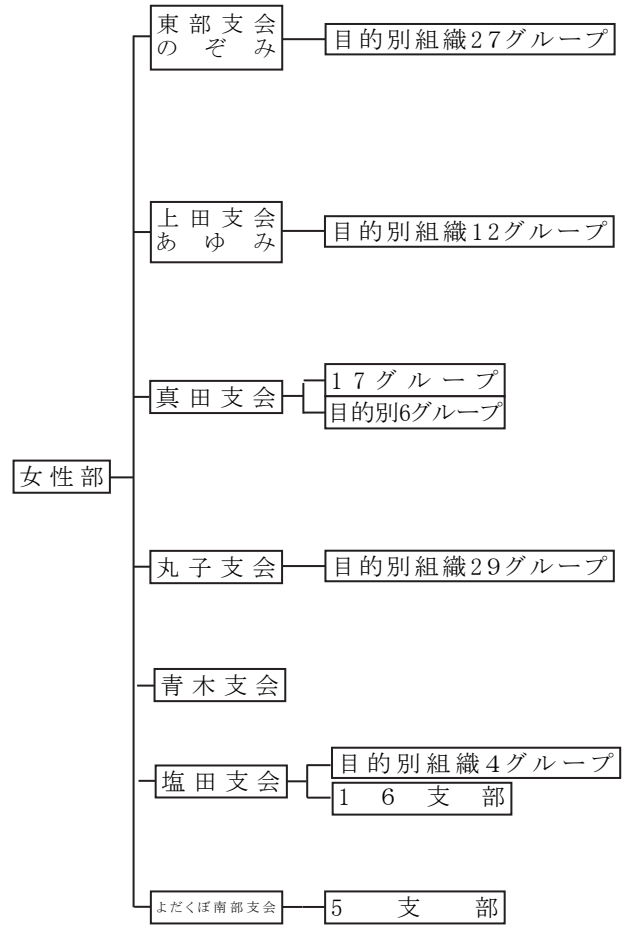 東部支会
のぞみ
目的別組織27グループ
上田支会
あゆみ
目的別組織12グループ
真田支会
17グループ
目的別6グループ
女性部
丸子支会
目的別組織29グループ
青木支会
塩田支会
目的別組織4グループ
16支部
よだくぼ南部支会
5支部